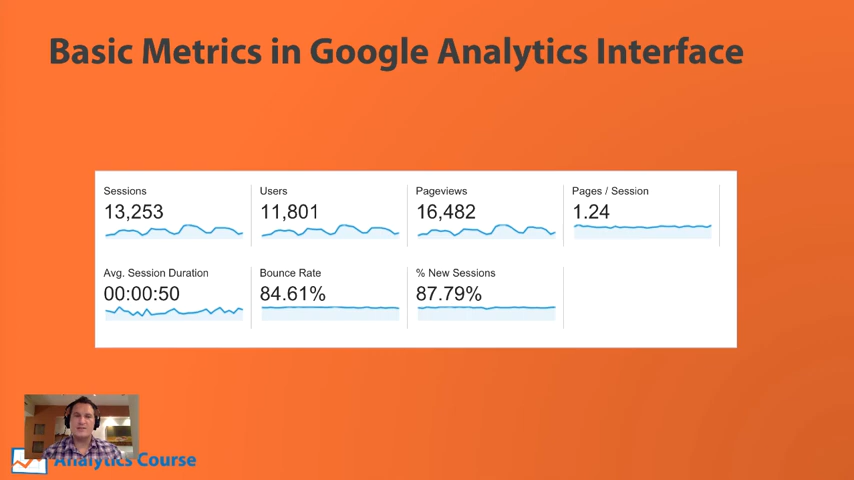 Basic Metrics in Google Analytics Interface
Sessions
13,253
Users
11,801
Pageviews
16,482
Pages / Session
1.24
Avg. Session Duration
00:00:50
Bounce Rate
84.61%
% New Sessions
87.79%
Analytics Course